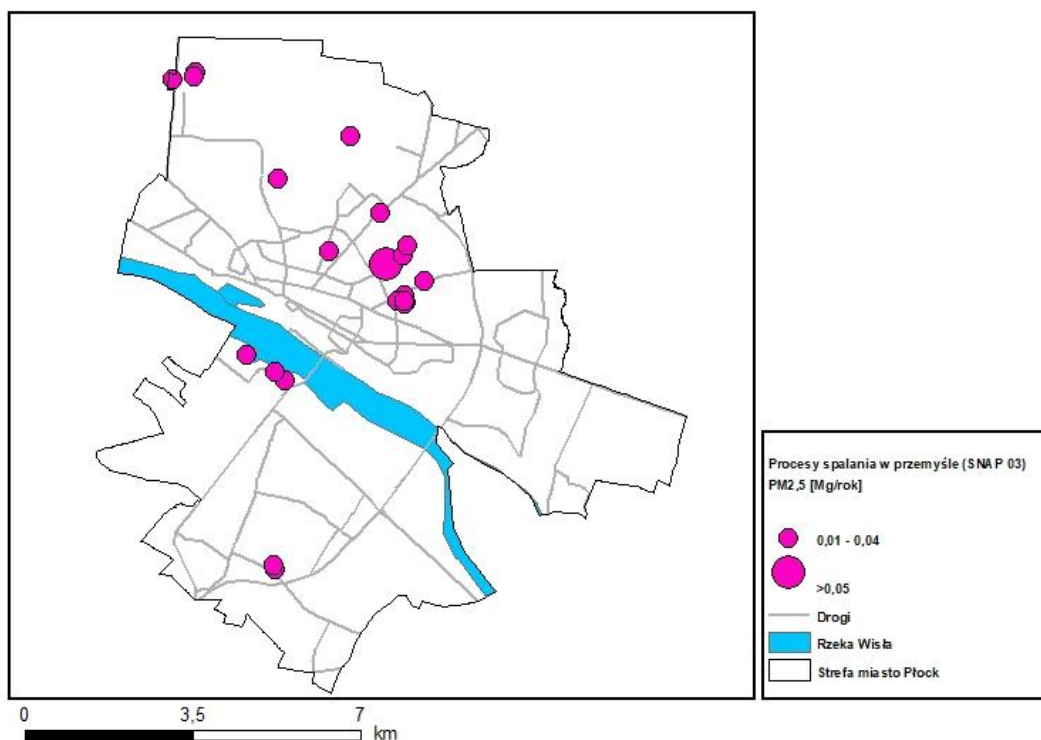 Procesy spalania w przemyśle (SNAP 03)
PM2,5 [Mg/rok]
0,01 - 0,04
>0,05
Drogi
Rzeka Wisła
Strefa miasto Płock
0 3,5 7
km